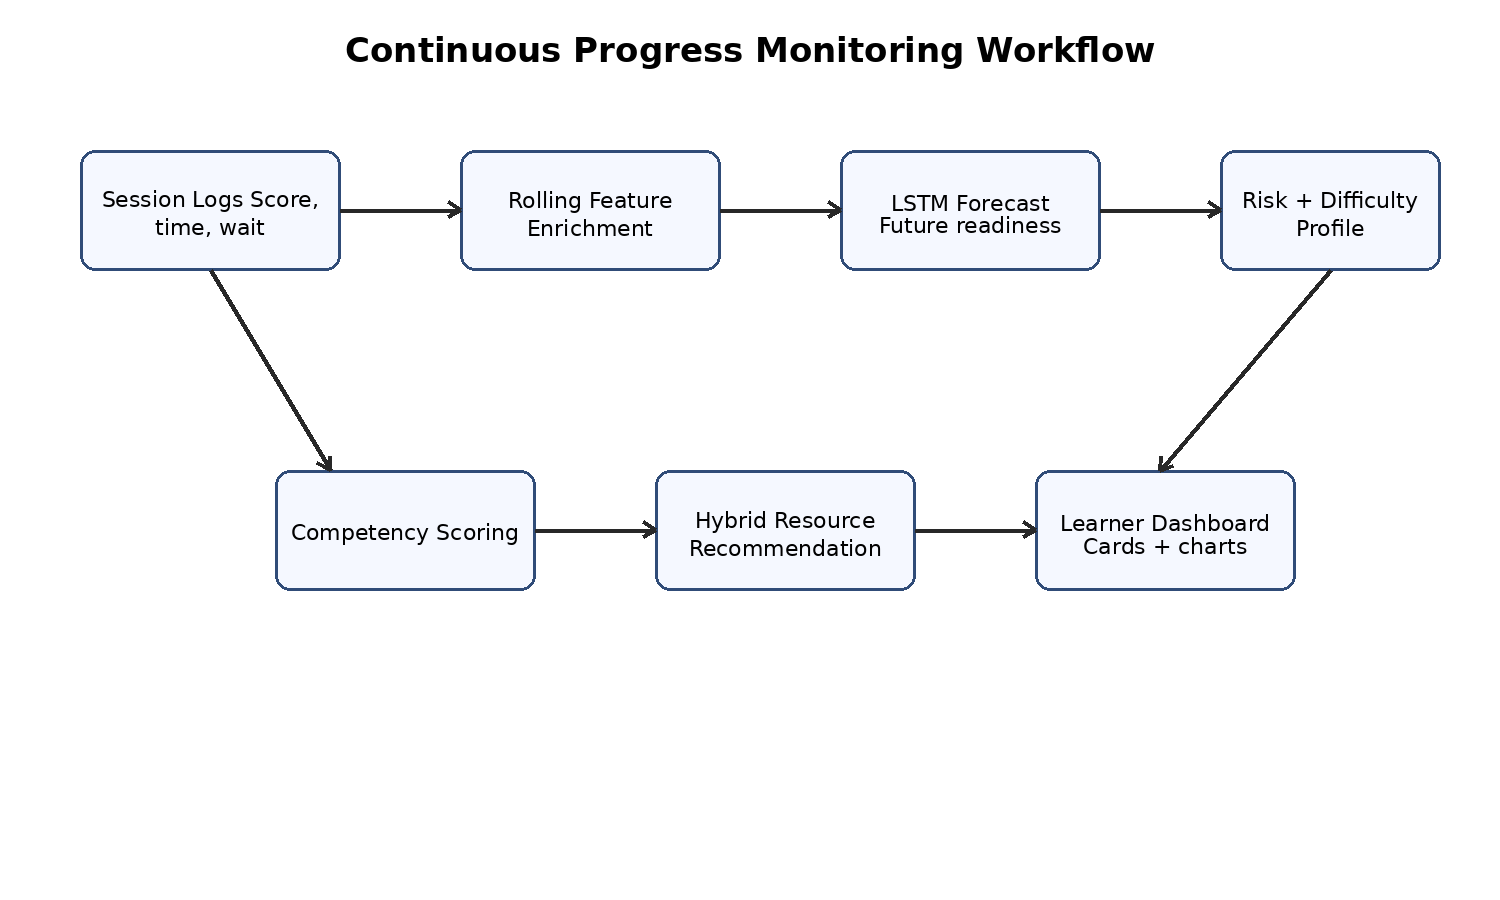 Continuous Progress Monitoring Workflow
Session Logs Score,
time, wait
Rolling Feature
Enrichment
LSTM Forecast
Future readiness
Risk + Difficulty
Profile
Competency Scoring
Hybrid Resource
Recommendation
Learner Dashboard
Cards + charts